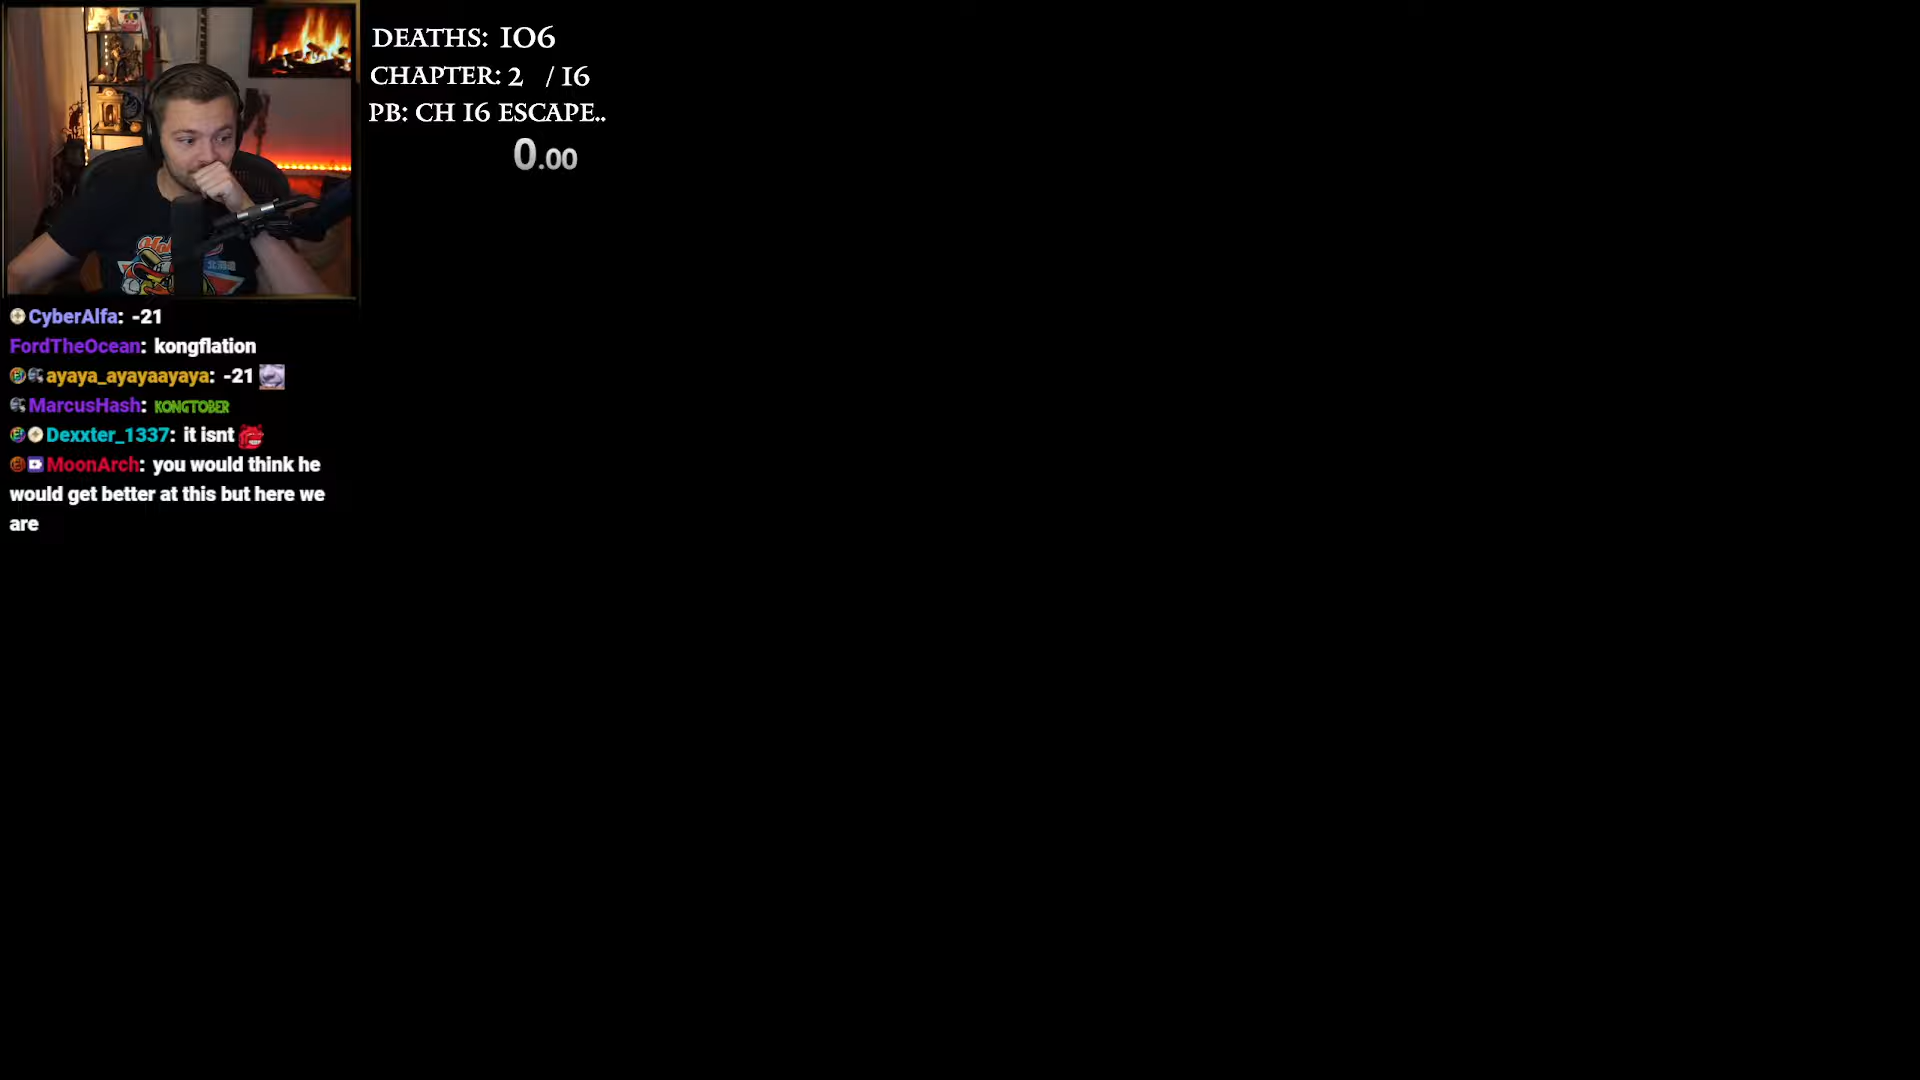 DEATHS: 106
CHAPTER: 2 / 16
PB: CH 16 ESCAPE..
0.00
CyberAlfa: -21
FordTheOcean: kongflation
ayaya_ayayaayaya: -21
MarcusHash: KONGTOBER
Dexxter_1337: it isnt
MoonArch: you would think he
would get better at this but here we
are